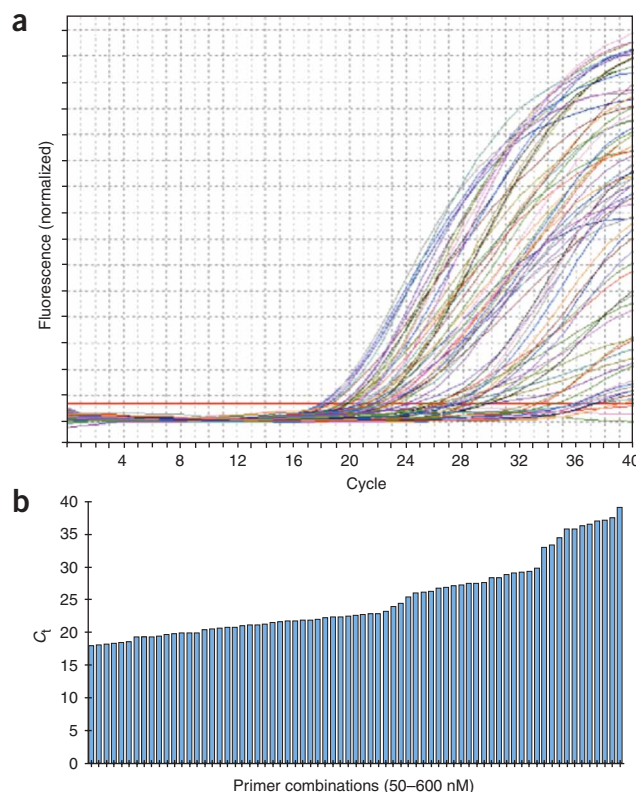 a
Fluorescence (normalized)
4 8 12 16 20 24 28 32 36 40
Cycle
b
40
35
30
25
20
15
10
5
0
Ct
Primer combinations (50–600 nM)